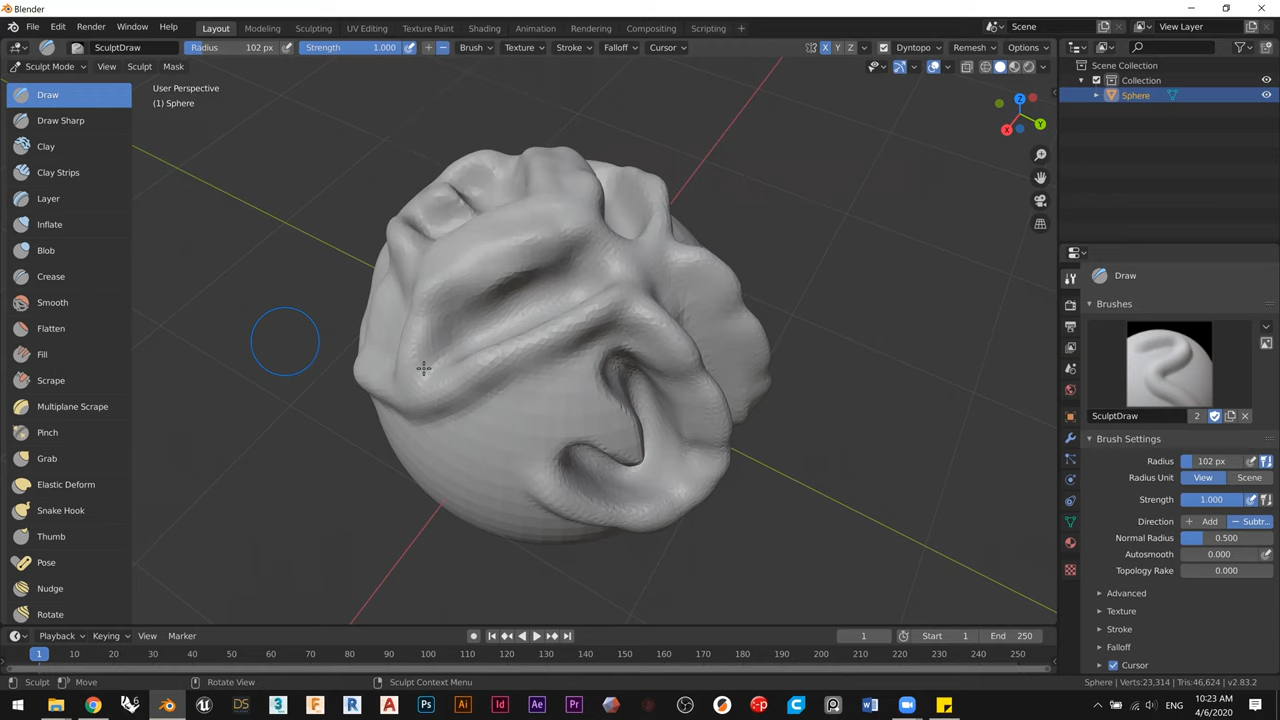 Blender
File Edit Render Window Help Layout Modeling Sculpting UV Editing Texture Paint Shading Animation Rendering Compositing Scripting + Scene View Layer
SculptDraw Radius 102 px Strength 1.000 + − Brush Texture Stroke Falloff Cursor X Y Z Dyntopo Remesh Options
Sculpt Mode View Sculpt Mask
Scene Collection
Collection
Sphere
User Perspective
(1) Sphere
Z
Y
X
Draw
Draw Sharp
Clay
Clay Strips
Layer
Inflate
Blob
Crease
Smooth
Flatten
Fill
Scrape
Multiplane Scrape
Pinch
Grab
Elastic Deform
Snake Hook
Thumb
Pose
Nudge
Rotate
Draw
Brushes
SculptDraw 2
Brush Settings
Radius 102 px
Radius Unit View Scene
Strength 1.000
Direction + Add − Subtr...
Normal Radius 0.500
Autosmooth 0.000
Topology Rake 0.000
Advanced
Texture
Stroke
Falloff
Cursor
Playback Keying View Marker 1 Start 1 End 250
1 10 20 30 40 50 60 70 80 90 100 110 120 130 140 150 160 170 180 190 200 210 220 230 240 250
Sculpt Move Rotate View Sculpt Context Menu Sphere | Verts:23,314 | Tris:46,624 | v2.83.2
DS 3 F R A Ps Ai Id Ae Pr W ENG 10:23 AM
4/6/2020